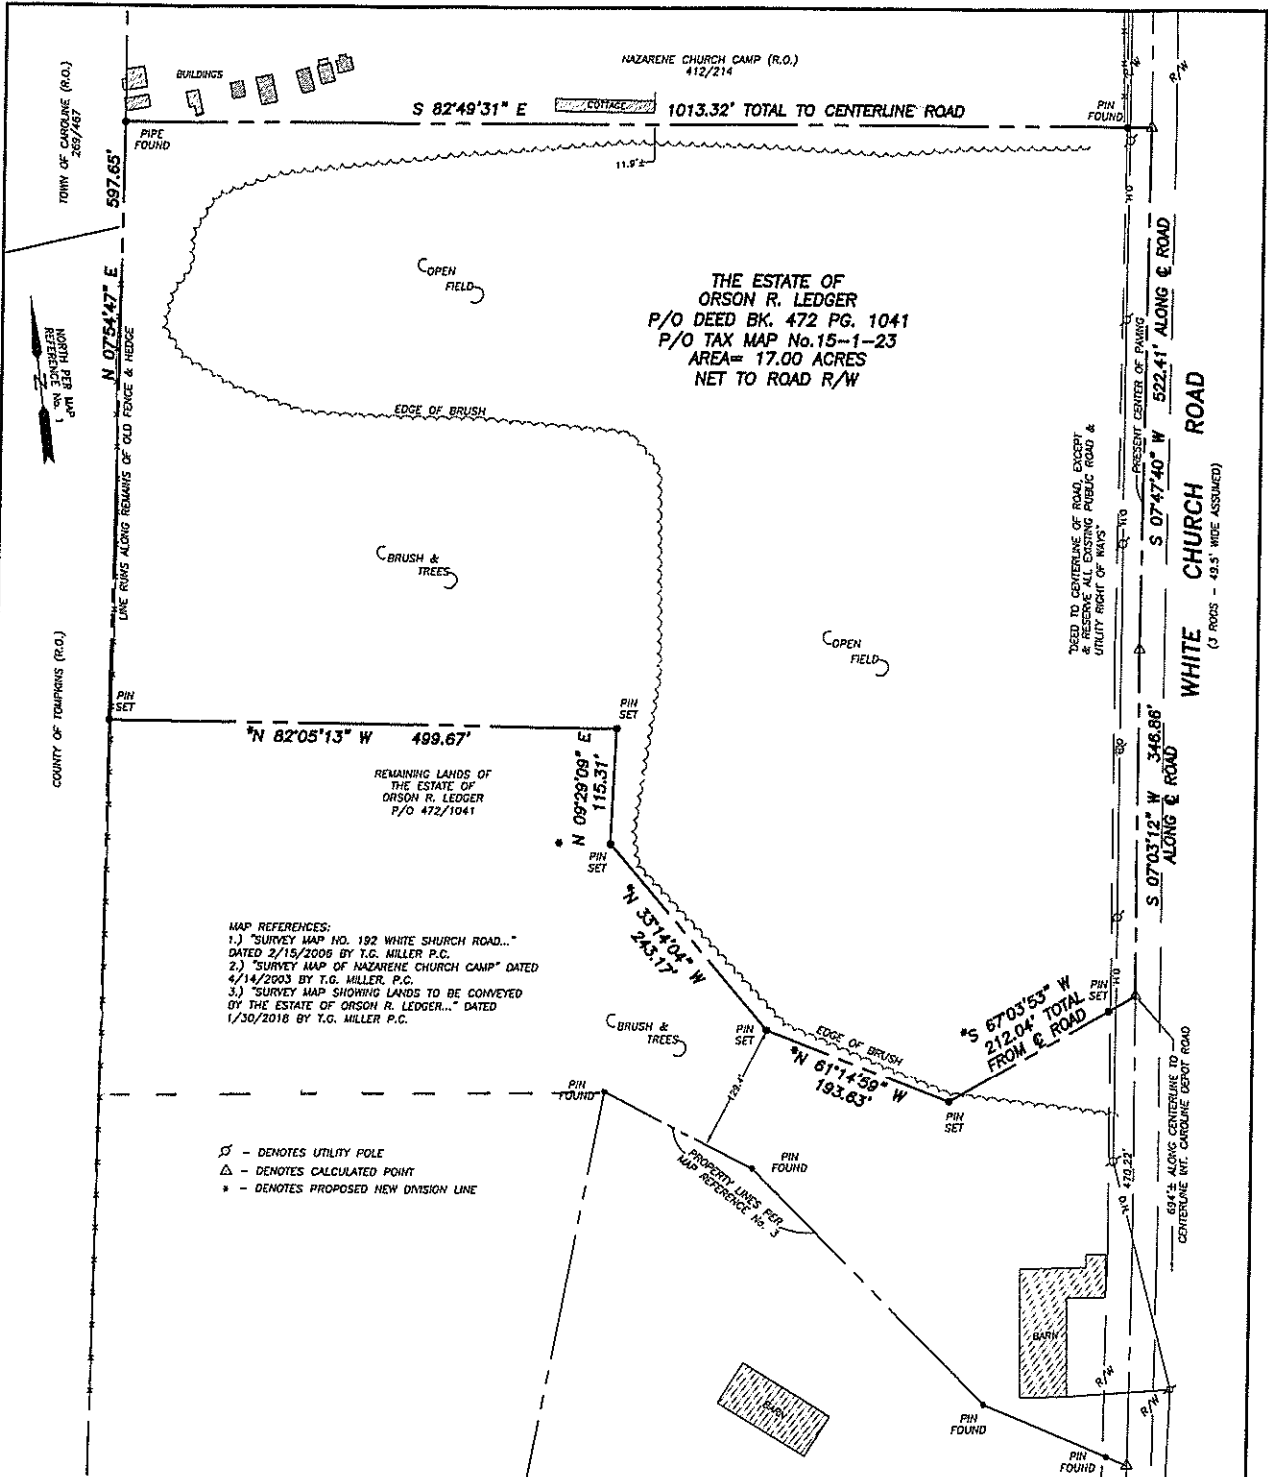 NAZARENE CHURCH CAMP (R.O.)
412/214
BUILDINGS
COTTAGE
S 82°49'31" E
1013.32' TOTAL TO CENTERLINE ROAD
PIN
FOUND
PIPE
FOUND
R/W
R/W
TOWN OF CAROLINE (R.O.)
269/467
N 07°54'47" E 597.65'
LINE RUNS ALONG REMAINS OF OLD FENCE & HEDGE
NORTH PER MAP
REFERENCE No. 1
11.9'±
OPEN
FIELD
THE ESTATE OF
ORSON R. LEDGER
P/O DEED BK. 472 PG. 1041
P/O TAX MAP No.15-1-23
AREA= 17.00 ACRES
NET TO ROAD R/W
O.H.
S 07°47'40" W 522.41' ALONG ℄ ROAD
PRESENT CENTER OF PAVING
WHITE CHURCH ROAD
(3 RODS - 49.5' WIDE ASSUMED)
EDGE OF BRUSH
"DEED TO CENTERLINE OF ROAD, EXCEPT
& RESERVE ALL EXISTING PUBLIC ROAD &
UTILITY RIGHT OF WAYS"
O.H.
BRUSH &
TREES
OPEN
FIELD
COUNTY OF TOMPKINS (R.O.)
PIN
SET
*N 82°05'13" W 499.67'
PIN
SET
REMAINING LANDS OF
THE ESTATE OF
ORSON R. LEDGER
P/O 472/1041
* N 09°29'09" E
115.31'
PIN
SET
S 07°03'12" W 346.86'
ALONG ℄ ROAD
*N 33°14'04" W
243.17'
MAP REFERENCES:
1.) "SURVEY MAP NO. 192 WHITE SHURCH ROAD..."
DATED 2/15/2006 BY T.G. MILLER P.C.
2.) "SURVEY MAP OF NAZARENE CHURCH CAMP" DATED
4/14/2003 BY T.G. MILLER, P.C.
3.) "SURVEY MAP SHOWING LANDS TO BE CONVEYED
BY THE ESTATE OF ORSON R. LEDGER..." DATED
1/30/2018 BY T.G. MILLER P.C.
BRUSH &
TREES
PIN
SET
EDGE OF BRUSH
*N 61°14'59" W
193.63'
*S 67°03'53" W
212.04' TOTAL
FROM ℄ ROAD
PIN
SET
O.H.
PIN
SET
129.4'
PIN
FOUND
PIN
FOUND
PROPERTY LINES PER
MAP REFERENCE No. 3
- DENOTES UTILITY POLE
- DENOTES CALCULATED POINT
* - DENOTES PROPOSED NEW DIVISION LINE
470.22'
O.H.
694'± ALONG CENTERLINE TO
CENTERLINE INT. CAROLINE DEPOT ROAD
BARN
BARN
R/W
R/W
PIN
FOUND
PIN
FOUND